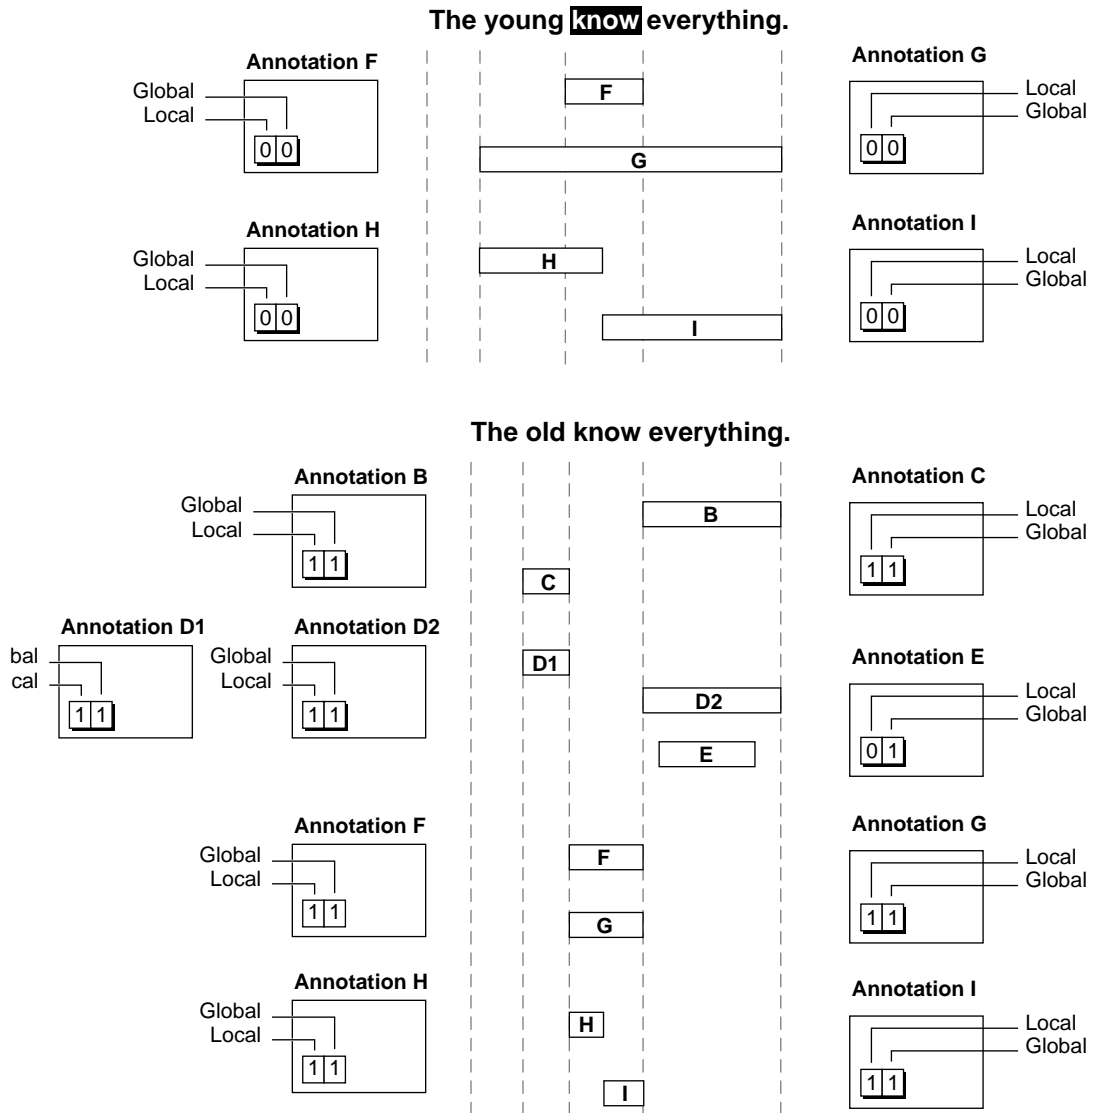 The young know everything.
Annotation F
Annotation G
Global
Local
0 0
F
Local
Global
0 0
G
Annotation H
Annotation I
Global
Local
0 0
H
Local
Global
0 0
I
The old know everything.
Annotation B
Annotation C
Global
Local
1 1
B
Local
Global
1 1
C
Annotation D1
Annotation D2
Annotation E
bal
cal
1 1
Global
Local
1 1
D1
D2
E
Local
Global
0 1
Annotation F
Annotation G
Global
Local
1 1
F
G
Local
Global
1 1
Annotation H
Annotation I
Global
Local
1 1
H
I
Local
Global
1 1